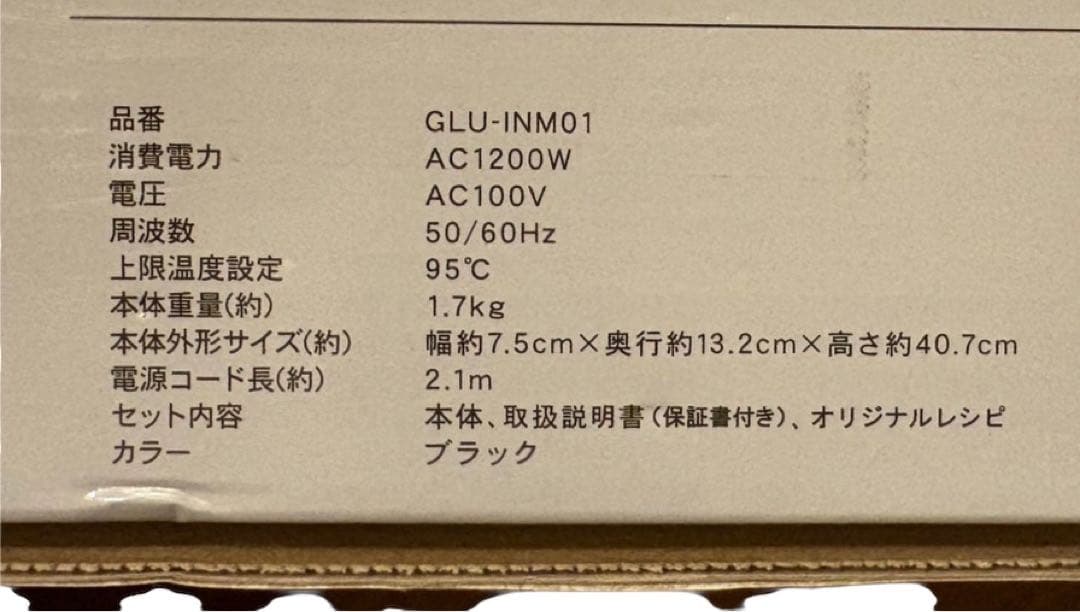 品番 GLU-INM01
消費電力 AC1200W
電圧 AC100V
周波数 50/60Hz
上限温度設定 95℃
本体重量(約) 1.7kg
本体外形サイズ(約) 幅約7.5cm×奥行約13.2cm×高さ約40.7cm
電源コード長(約) 2.1m
セット内容 本体、取扱説明書(保証書付き)、オリジナルレシピ
カラー ブラック